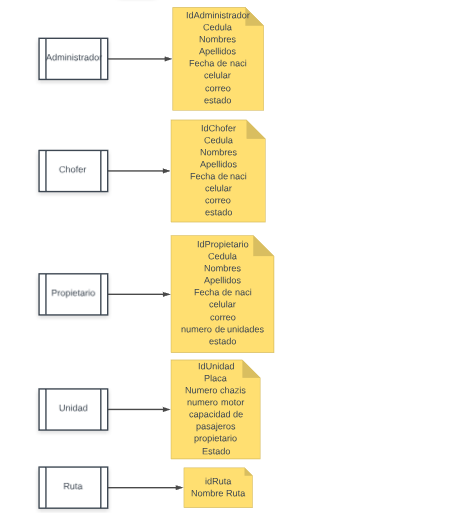 Administrador
IdAdministrador
Cedula
Nombres
Apellidos
Fecha de naci
celular
correo
estado
Chofer
IdChofer
Cedula
Nombres
Apellidos
Fecha de naci
celular
correo
estado
Propietario
IdPropietario
Cedula
Nombres
Apellidos
Fecha de naci
celular
correo
numero de unidades
estado
Unidad
IdUnidad
Placa
Numero chazis
numero motor
capacidad de
pasajeros
propietario
Estado
Ruta
idRuta
Nombre Ruta